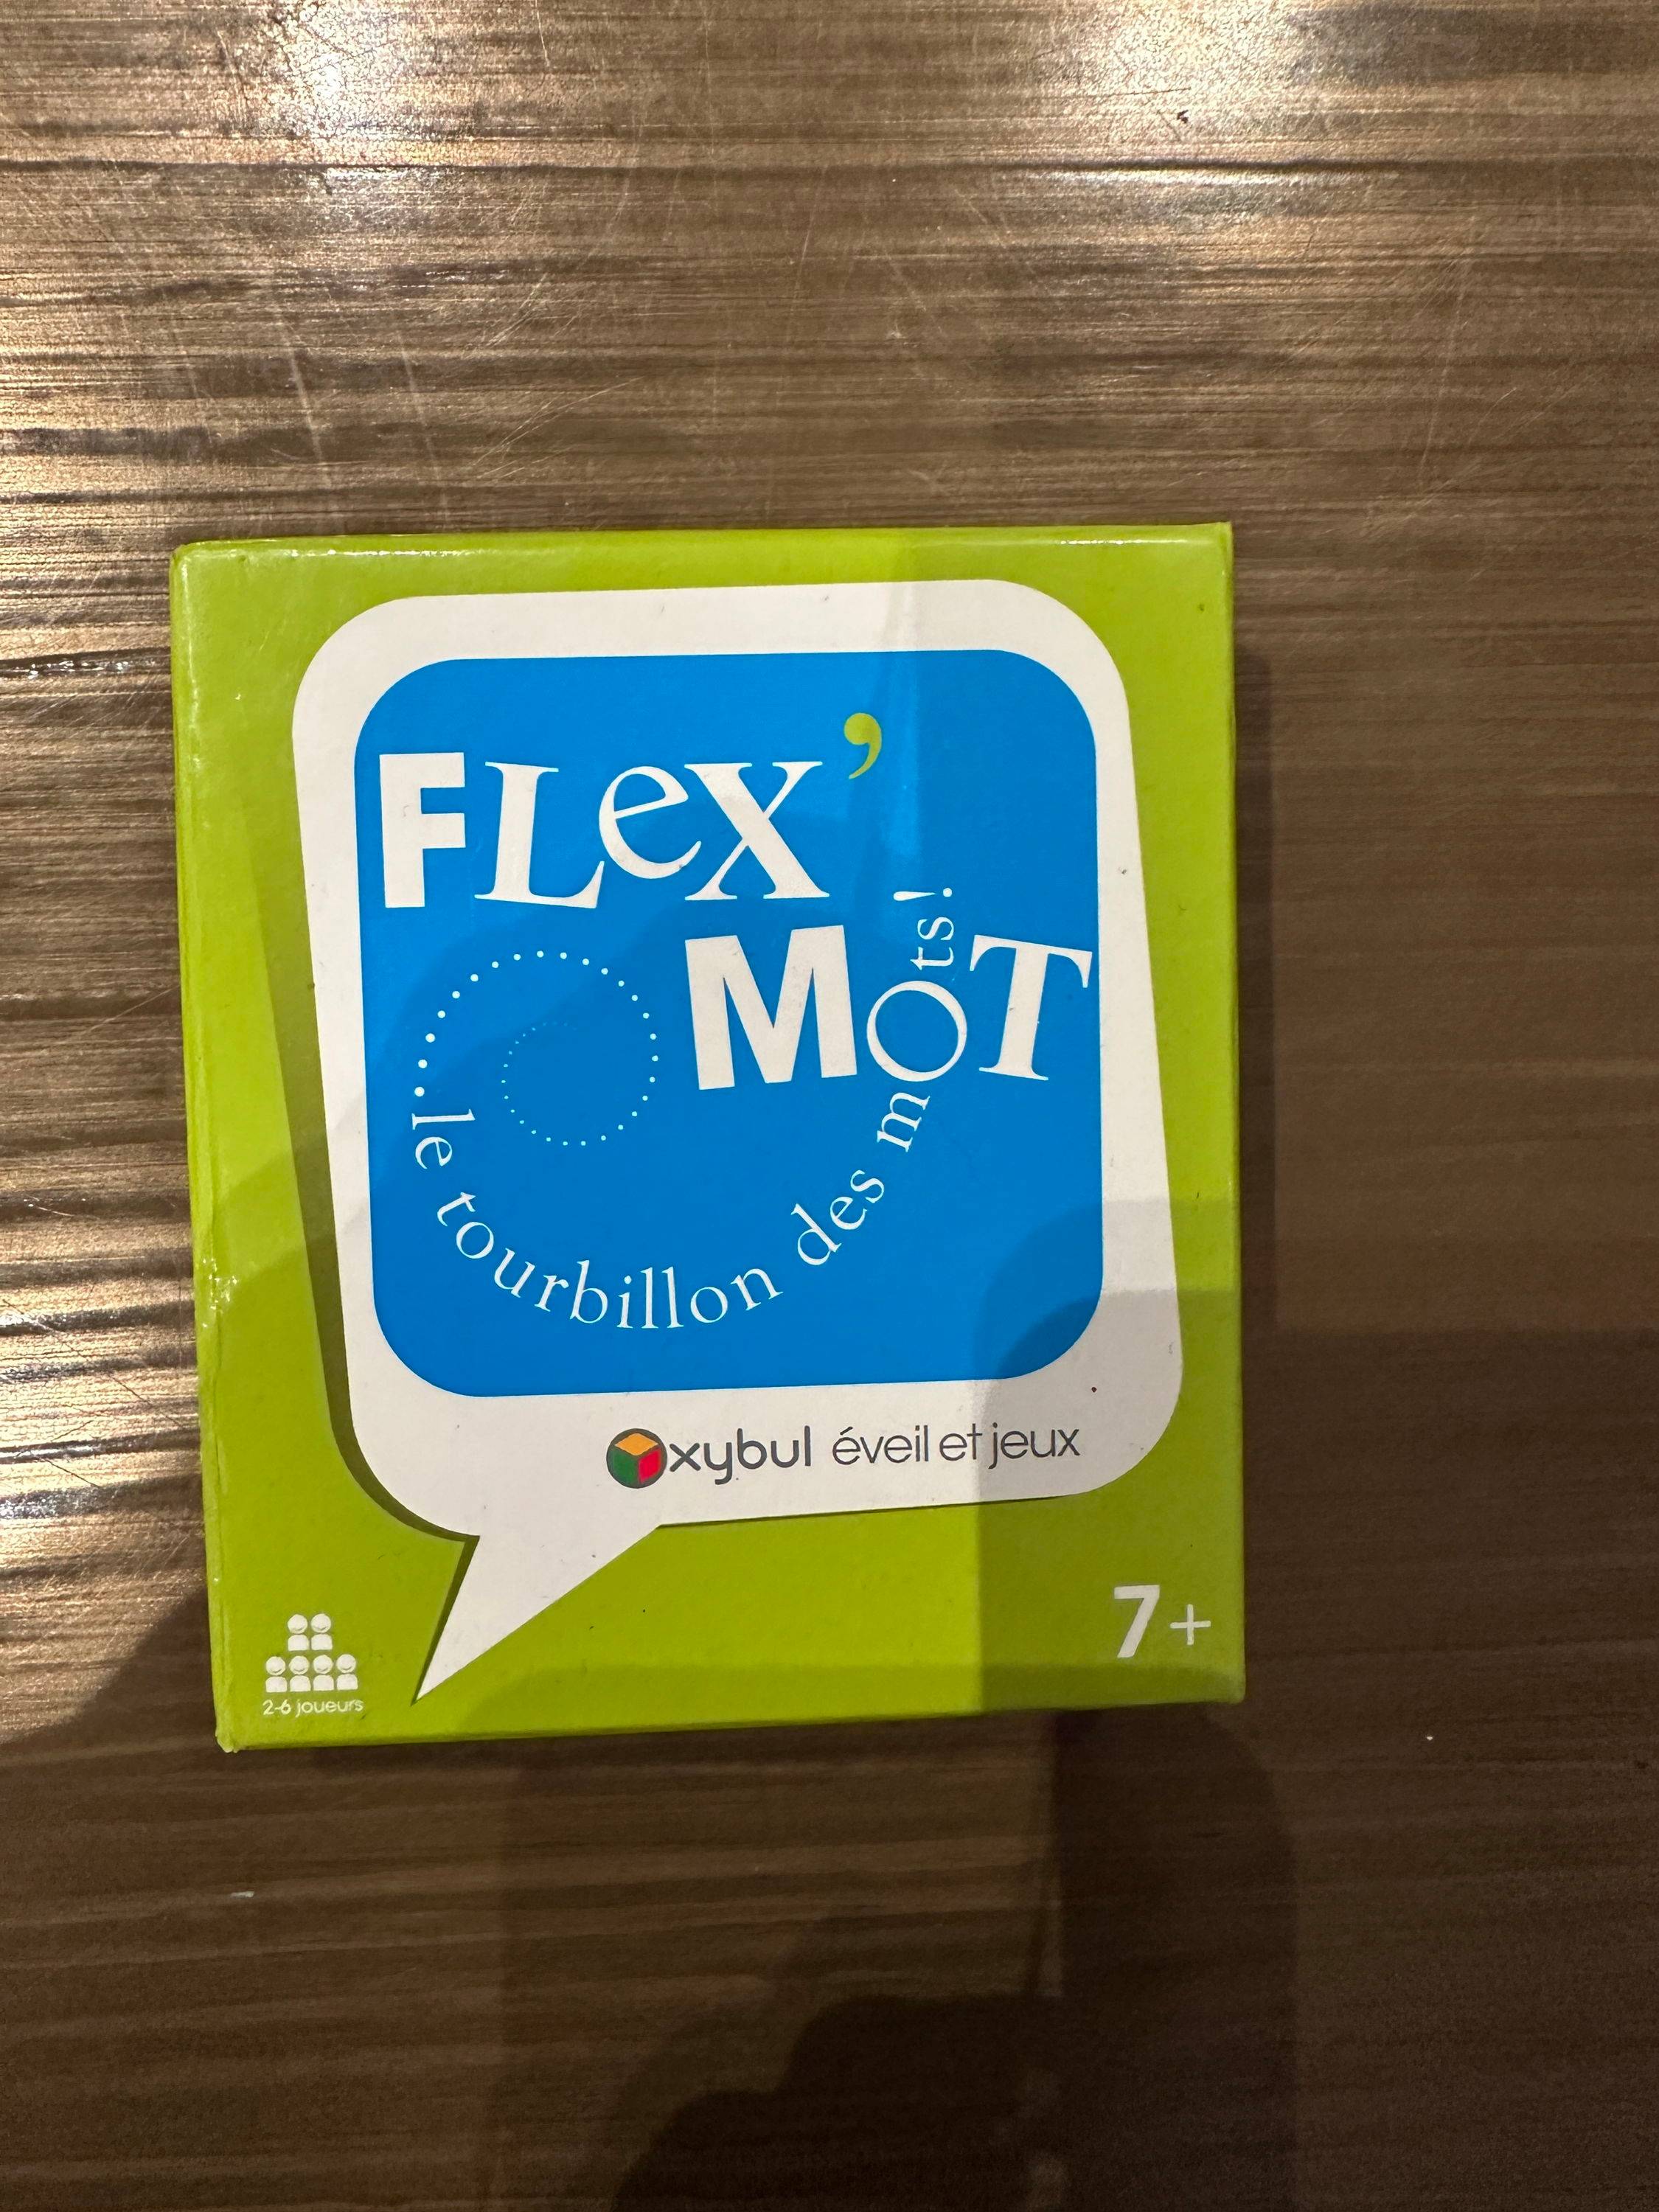 FLeX'
MOT
...le tourbillon des mots!
Oxybul éveil et jeux
7+
2-6 joueurs